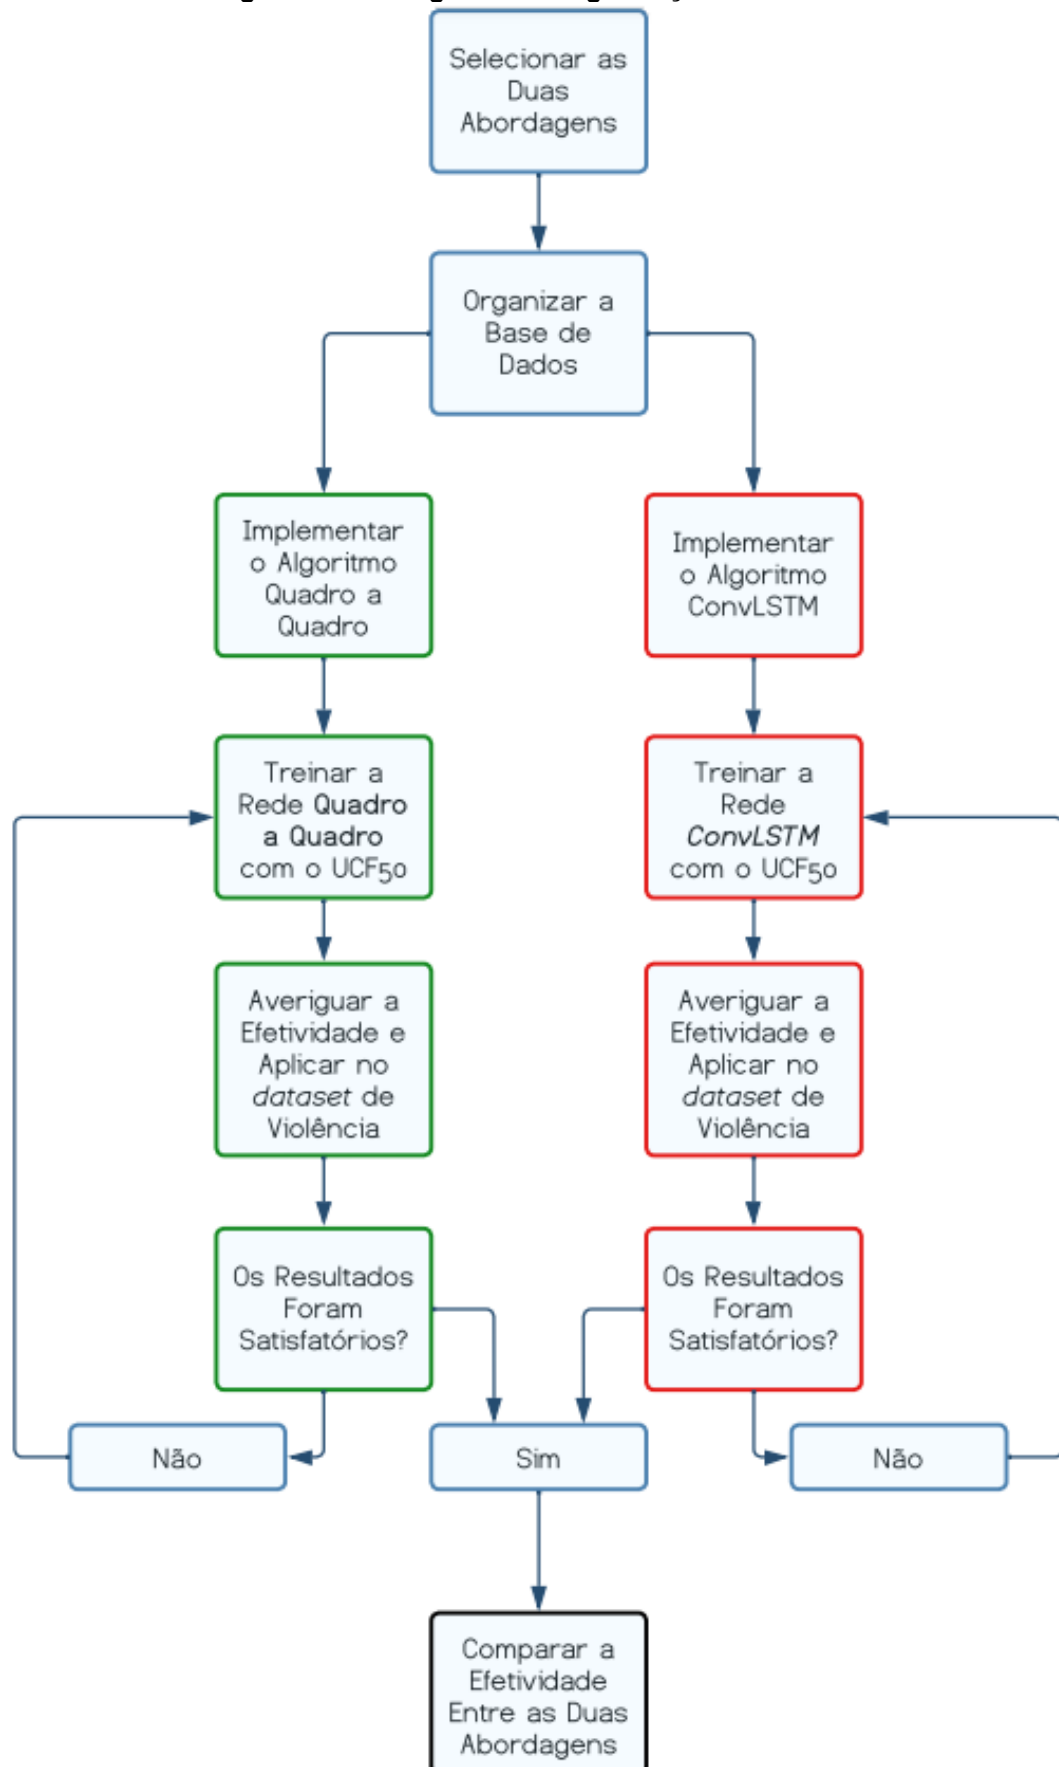 Selecionar as
Duas
Abordagens
Organizar a
Base de
Dados
Implementar
o Algoritmo
Quadro a
Quadro
Implementar
o Algoritmo
ConvLSTM
Treinar a
Rede Quadro
a Quadro
com o UCF50
Treinar a
Rede
ConvLSTM
com o UCF50
Averiguar a
Efetividade e
Aplicar no
dataset de
Violência
Averiguar a
Efetividade e
Aplicar no
dataset de
Violência
Os Resultados
Foram
Satisfatórios?
Os Resultados
Foram
Satisfatórios?
Não
Sim
Não
Comparar a
Efetividade
Entre as Duas
Abordagens